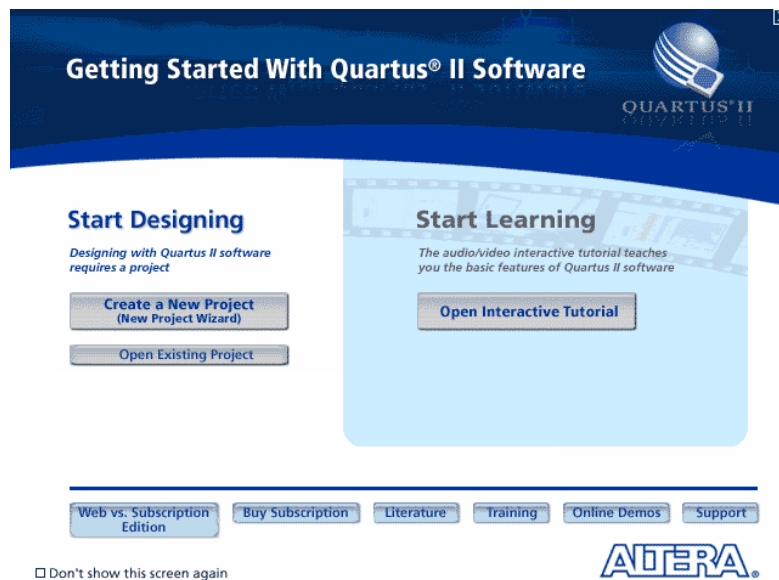 Getting Started With Quartus® II Software
QUARTUS® II
Start Designing
Designing with Quartus II software
requires a project
Create a New Project
(New Project Wizard)
Open Existing Project
Start Learning
The audio/video interactive tutorial teaches
you the basic features of Quartus II software
Open Interactive Tutorial
Web vs. Subscription
Edition
Buy Subscription
Literature
Training
Online Demos
Support
Don't show this screen again
ALTERA®